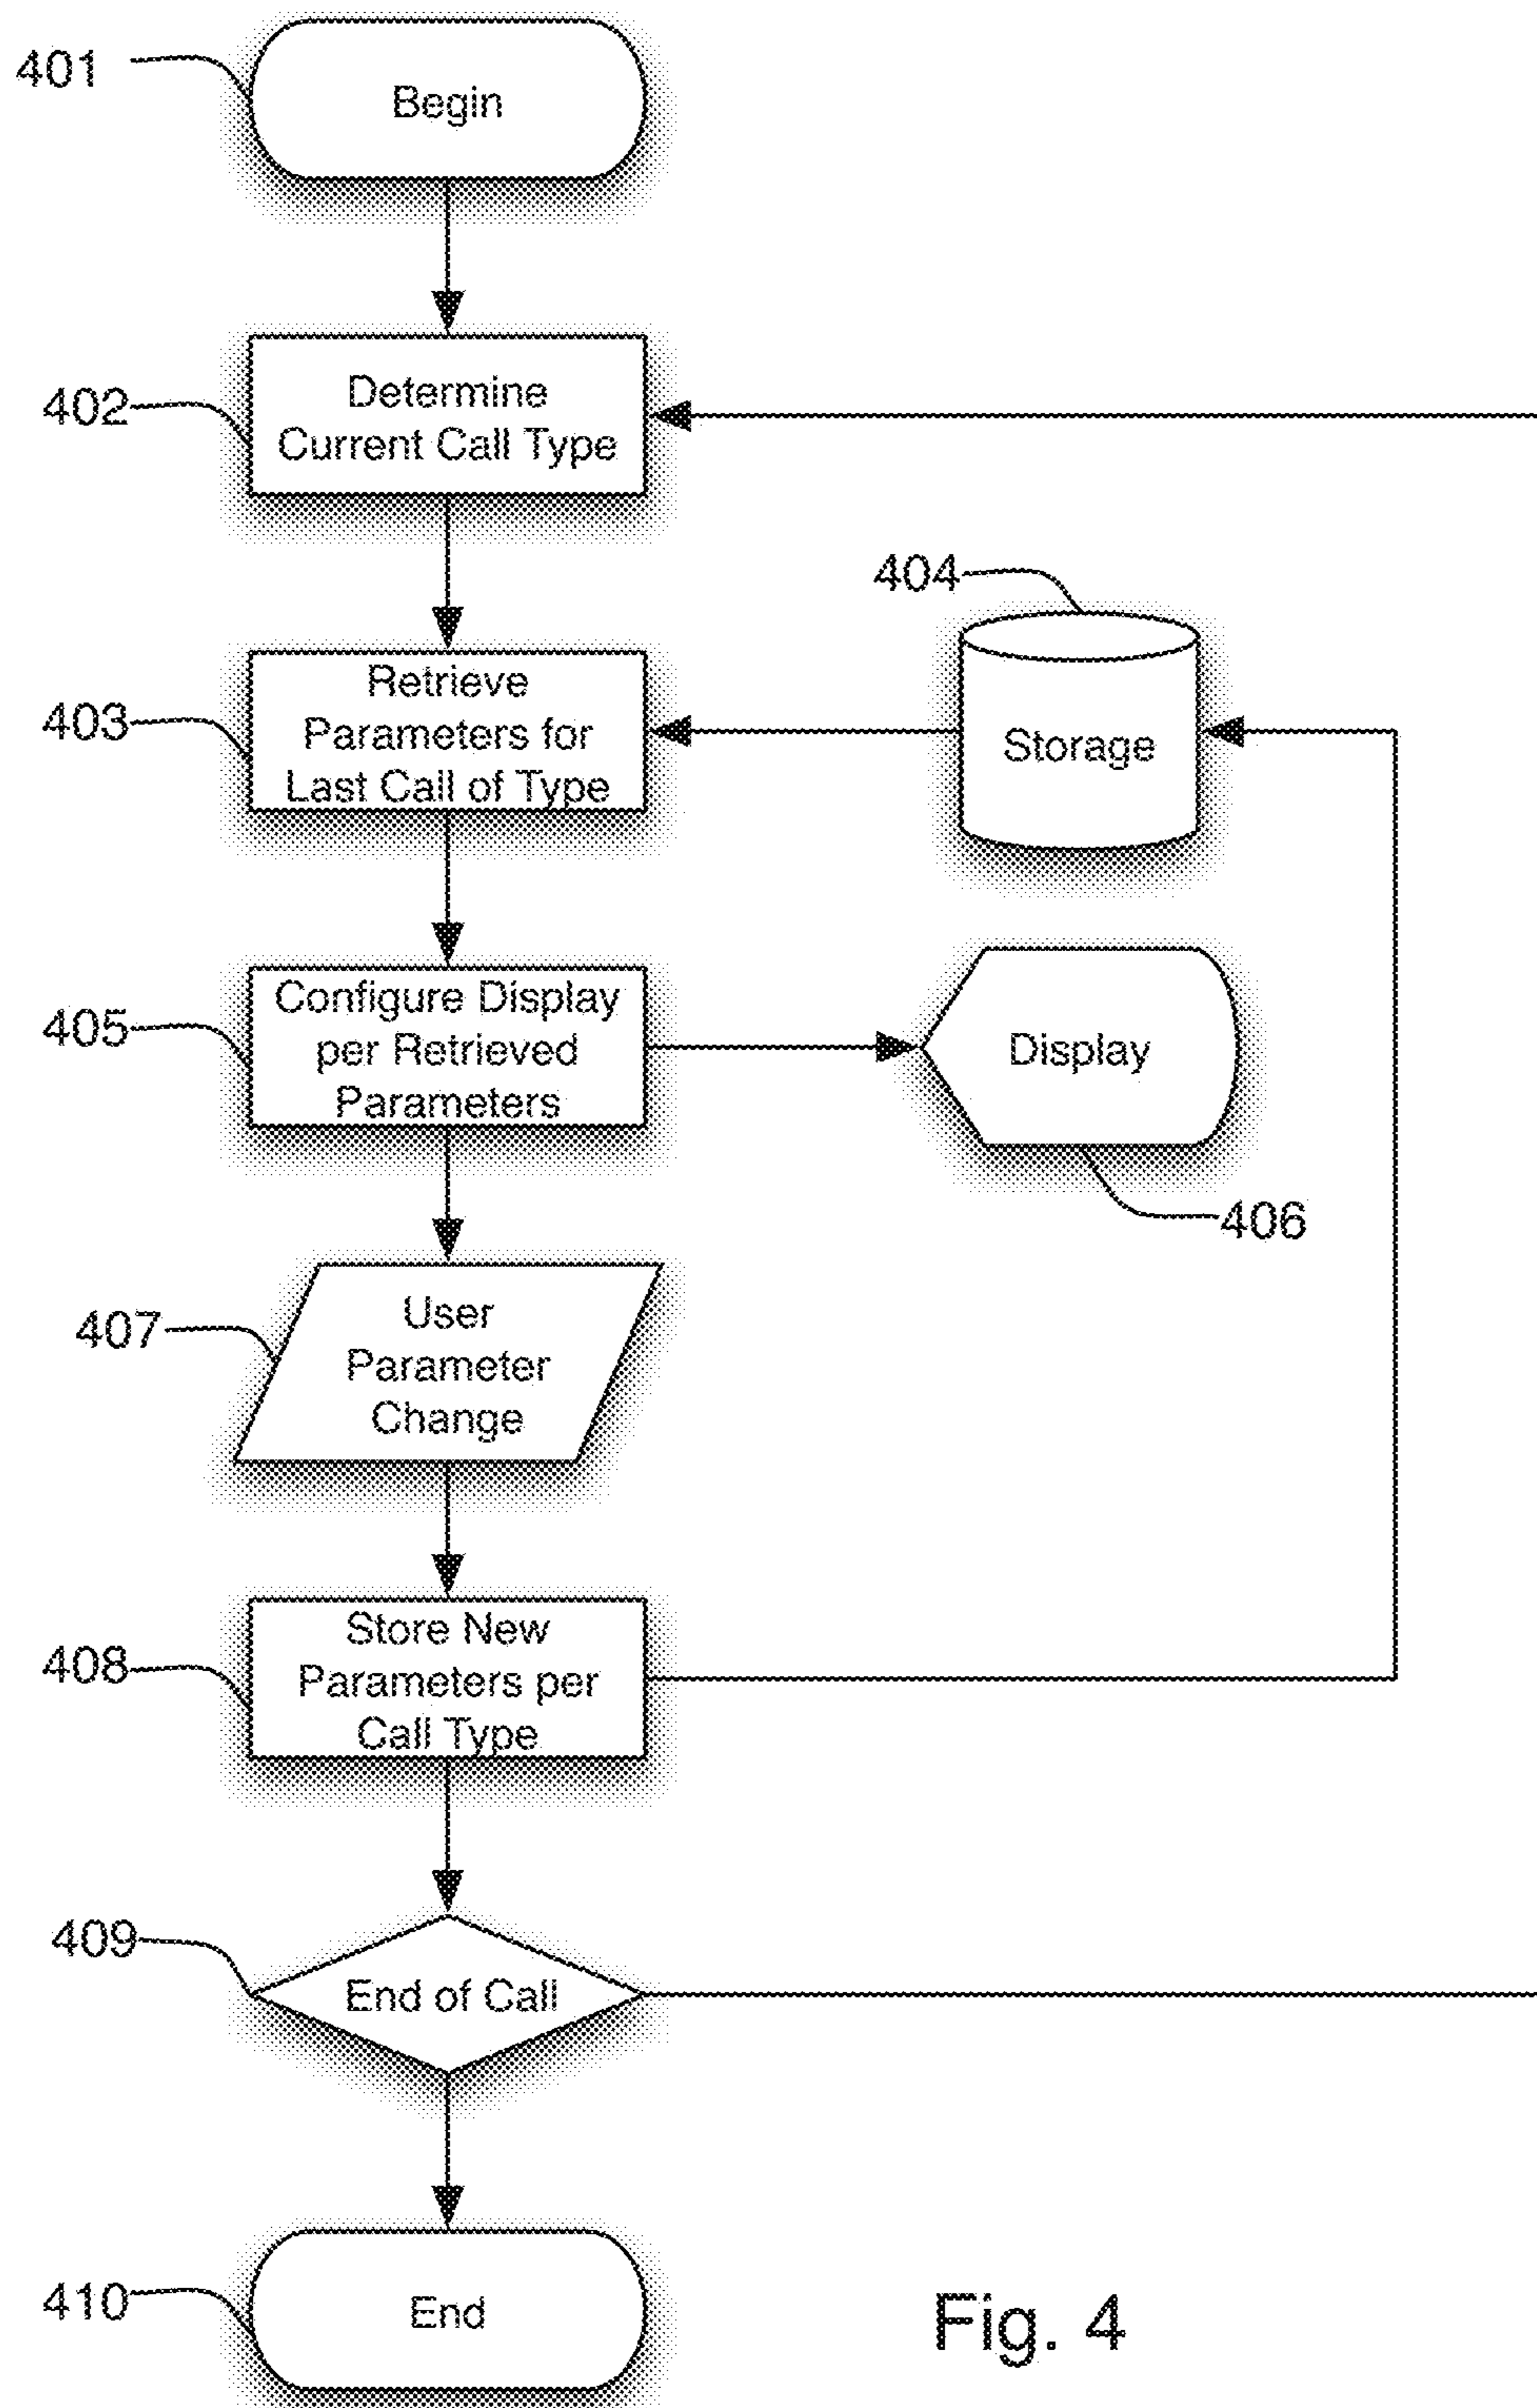 401
Begin
402
Determine
Current Call Type
404
403
Retrieve
Parameters for
Last Call of Type
Storage
405
Configure Display
per Retrieved
Parameters
Display
406
407
User
Parameter
Change
408
Store New
Parameters per
Call Type
409
End of Call
410
End
Fig. 4